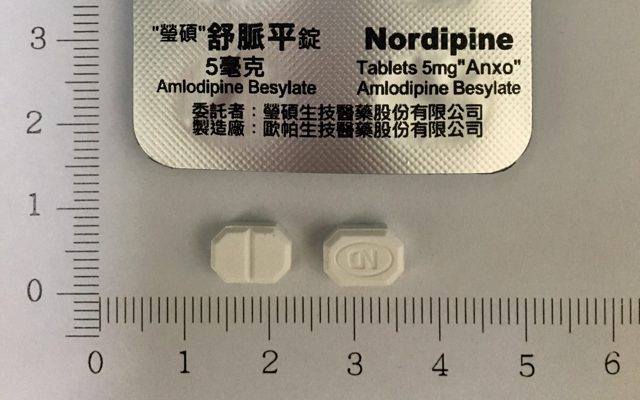 "瑩碩"舒脈平錠
5毫克
Amlodipine Besylate
Nordipine
Tablets 5mg"Anxo"
Amlodipine Besylate
委託者：瑩碩生技醫藥股份有限公司
製造廠：歐帕生技醫藥股份有限公司
3
2
1
0
0 1 2 3 4 5 6
ND